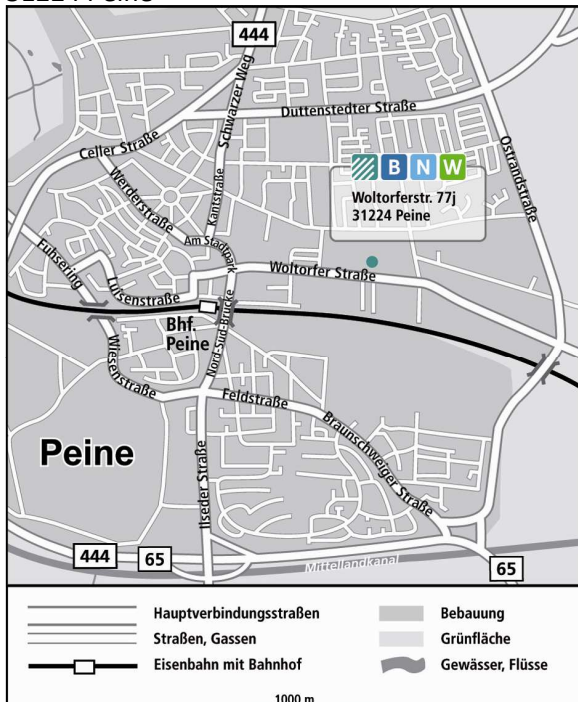 444
Schwarzer Weg
Duttenstedter Straße
Celler Straße
Ostrandstraße
B N W
Woltorferstr. 77j
31224 Peine
Werderstraße
Kantstraße
Am Stadtpark
Fuhsering
Luisenstraße
Woltorfer Straße
Bhf.
Peine
Nord-Süd-Brücke
Wiesenstraße
Feldstraße
Braunschweiger Straße
Peine
Ilseder Straße
444
65
Mittellandkanal
65
Hauptverbindungsstraßen
Bebauung
Straßen, Gassen
Grünfläche
Eisenbahn mit Bahnhof
Gewässer, Flüsse
1000 m